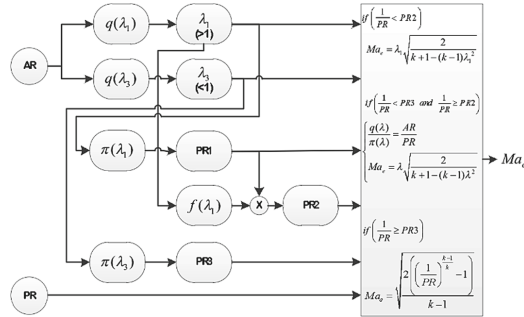 AR
q(λ₁)
λ₁
(>1)
q(λ₃)
λ₃
(<1)
π(λ₁)
PR1
f(λ₁)
X
PR2
π(λ₃)
PR3
PR
if(1/PR < PR2)
Maₑ = λ₁√(2/(k+1−(k−1)λ₁²))
if(1/PR < PR3 and 1/PR ≥ PR2)
{q(λ)/π(λ) = AR/PR
Maₑ = λ√(2/(k+1−(k−1)λ²))
if(1/PR ≥ PR3)
Maₑ = √(2((1/PR)^((k−1)/k) −1)/(k−1))
Maₑ